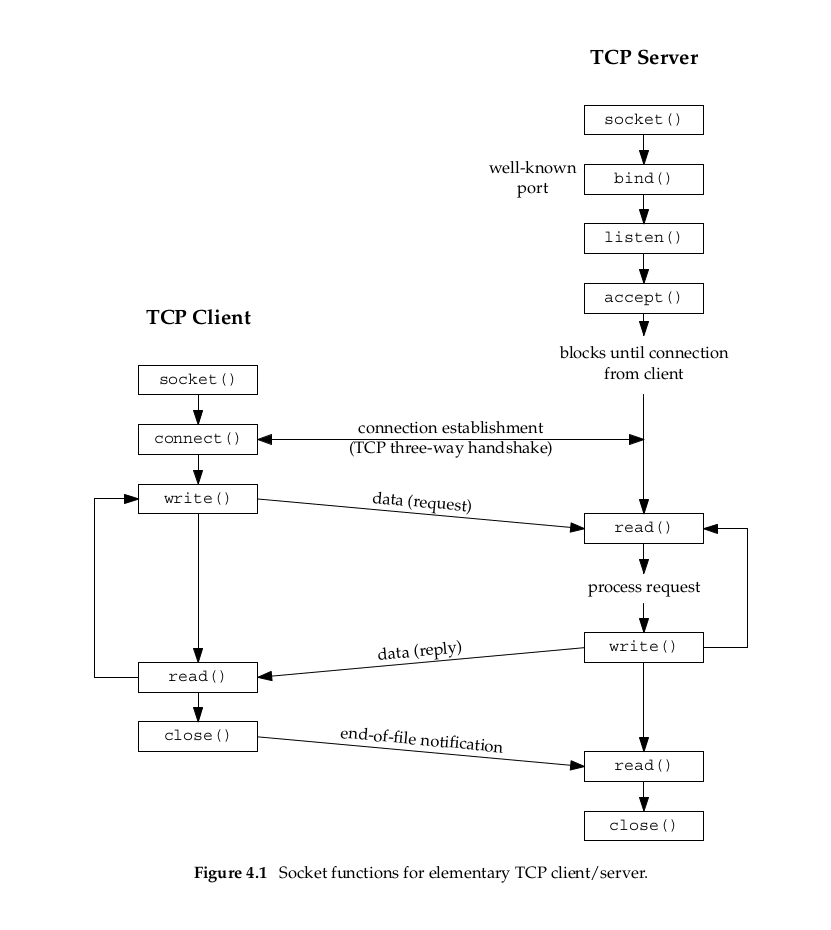 TCP Server
socket()
well-known
port
bind()
listen()
accept()
blocks until connection
from client
TCP Client
socket()
connect()
connection establishment
(TCP three-way handshake)
write()
data (request)
read()
process request
write()
data (reply)
read()
close()
end-of-file notification
read()
close()
Figure 4.1 Socket functions for elementary TCP client/server.